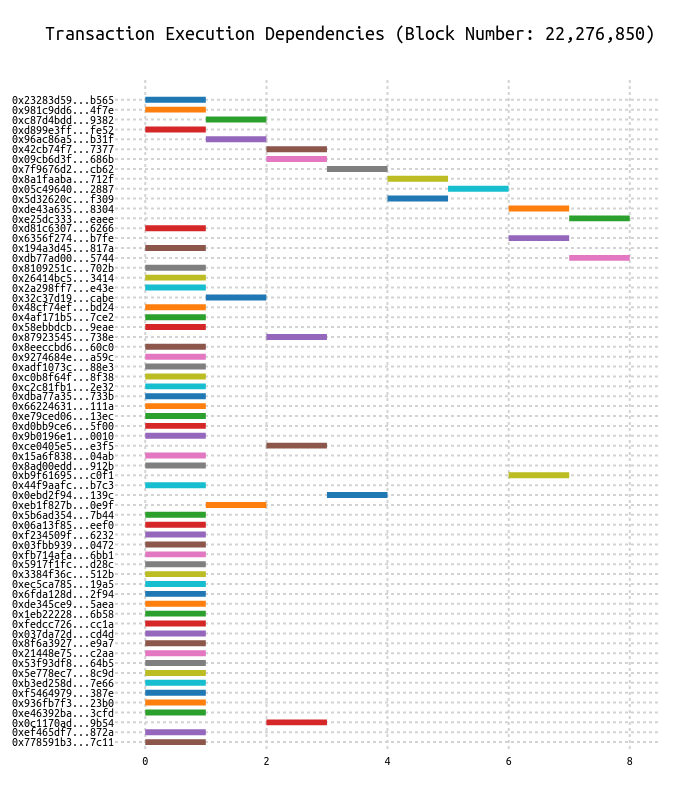 Transaction Execution Dependencies (Block Number: 22,276,850)
0x23283d59...b565
0x981c9dd6...4f7e
0xc87d4bdd...9382
0xd899e3ff...fe52
0x96ac86a5...b31f
0x42cb74f7...7377
0x09cb6d3f...686b
0x7f9676d2...cb62
0x8a1faaba...712f
0x05c49640...2887
0x5d32620c...f309
0xde43a635...8304
0xe25dc333...eaee
0xd81c6307...6266
0x6356f274...b7fe
0x194a3d45...817a
0xdb77ad00...5744
0x8109251c...702b
0x26414bc5...3414
0x2a298ff7...e43e
0x32c37d19...cabe
0x48cf74ef...bd24
0x4af171b5...7ce2
0x58ebbdcb...9eae
0x87923545...738e
0x8eeccbd6...60c0
0x9274684e...a59c
0xadf1073c...88e3
0xc0b8f64f...8f38
0xc2c81fb1...2e32
0xdba77a35...733b
0x66224631...111a
0xe79ced06...13ec
0xd0bb9ce6...5f00
0x9b0196e1...0010
0xce0405e5...e3f5
0x15a6f838...04ab
0x8ad00edd...912b
0xb9f61695...c0f1
0x44f9aafc...b7c3
0x0ebd2f94...139c
0xeb1f827b...0e9f
0x5b6ad354...7b44
0x06a13f85...eef0
0xf234509f...6232
0x03fbb939...0472
0xfb714afa...6bb1
0x5917f1fc...d28c
0x3384f36c...512b
0xec5ca785...19a5
0x6fda128d...2f94
0xde345ce9...5aea
0x1eb22228...6b58
0xfedcc726...cc1a
0x037da72d...cd4d
0x8f6a3927...e9a7
0x21448e75...c2aa
0x53f93df8...64b5
0x5e778ec7...8c9d
0xb3ed258d...7e66
0xf5464979...387e
0x936fb7f3...23b0
0xe46392ba...3cfd
0x0c1170ad...9b54
0xef465df7...872a
0x778591b3...7c11
0 2 4 6 8